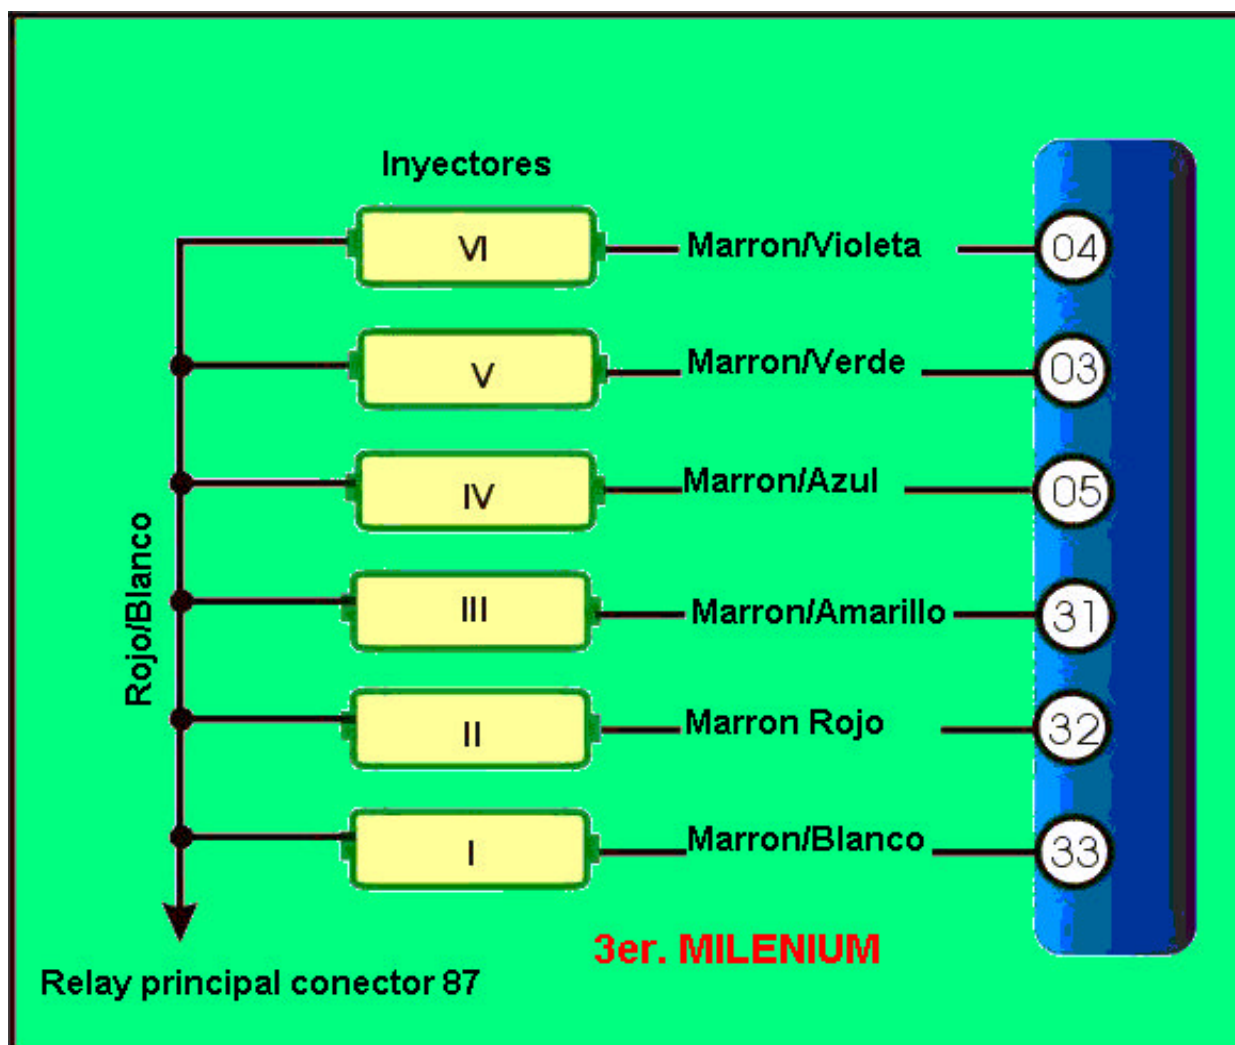 Inyectores
VI
Marron/Violeta
04
V
Marron/Verde
03
IV
Marron/Azul
05
Rojo/Blanco
III
Marron/Amarillo
31
II
Marron Rojo
32
I
Marron/Blanco
33
3er. MILENIUM
Relay principal conector 87